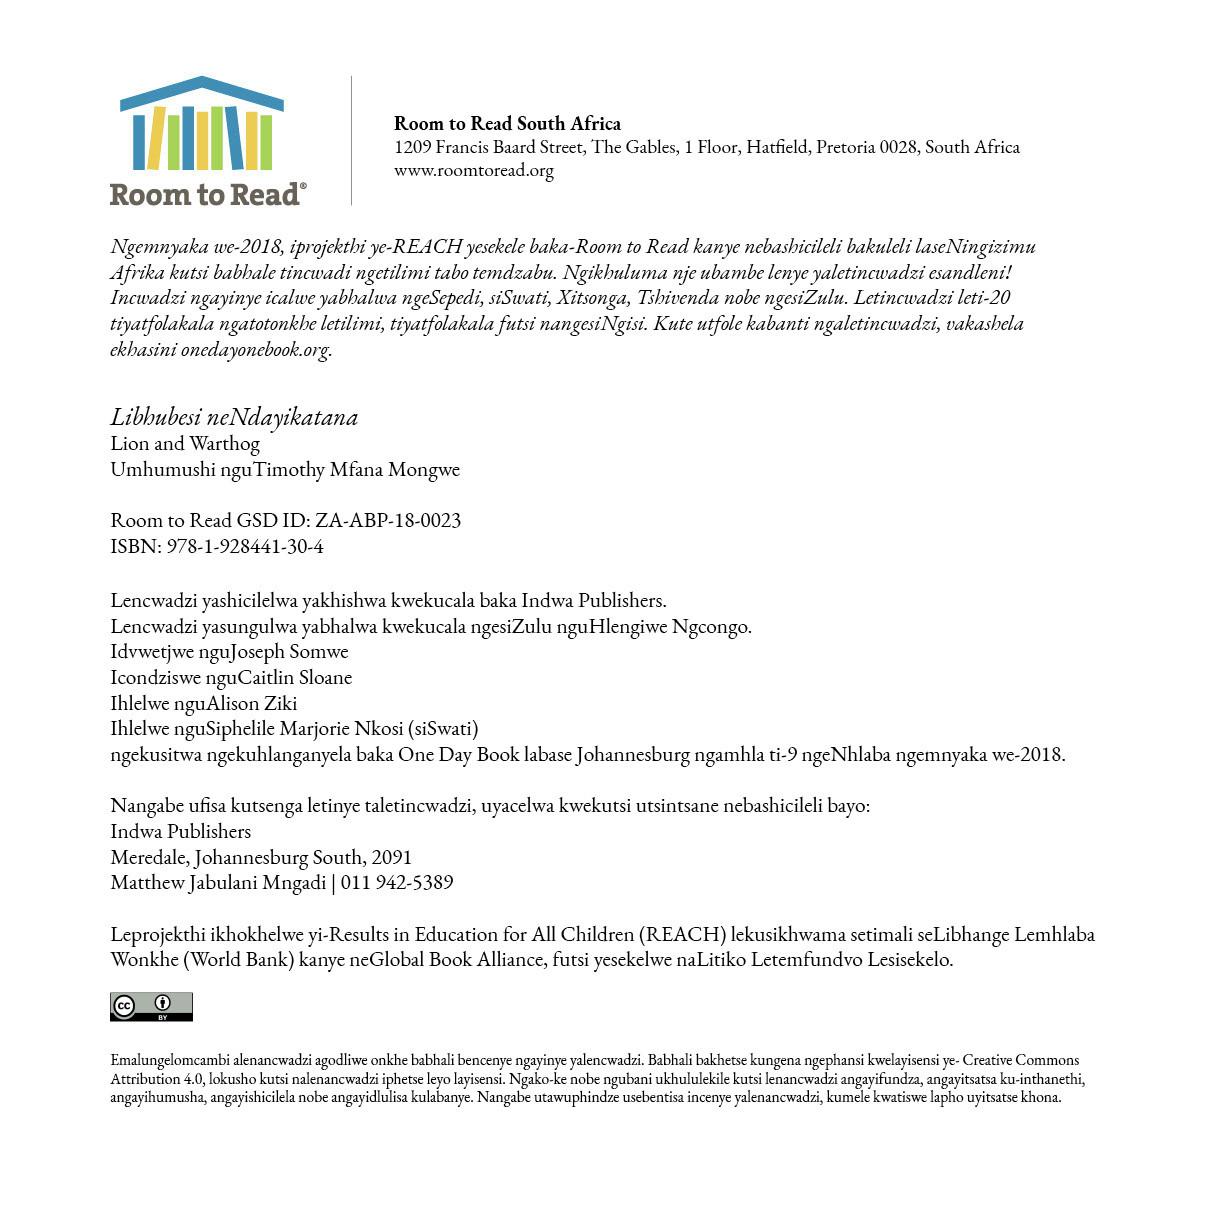 Room to Read®
Room to Read South Africa
1209 Francis Baard Street, The Gables, 1 Floor, Hatfield, Pretoria 0028, South Africa
www.roomtoread.org
Ngemnyaka we-2018, iprojekthi ye-REACH yesekele baka-Room to Read kanye nebashicileli bakuleli laseNingizimu
Afrika kutsi babhale tincwadi ngetilimi tabo temdzabu. Ngikhuluma nje ubambe lenye yaletincwadzi esandleni!
Incwadzi ngayinye icalwe yabhalwa ngeSepedi, siSwati, Xitsonga, Tshivenda nobe ngesiZulu. Letincwadzi leti-20
tiyatfolakala ngatotonkhe letilimi, tiyatfolakala futsi nangesiNgisi. Kute utfole kabanti ngaletincwadzi, vakashela
ekhasini onedayonebook.org.
Libhubesi neNdayikatana
Lion and Warthog
Umhumushi nguTimothy Mfana Mongwe
Room to Read GSD ID: ZA-ABP-18-0023
ISBN: 978-1-928441-30-4
Lencwadzi yashicilelwa yakhishwa kwekucala baka Indwa Publishers.
Lencwadzi yasungulwa yabhalwa kwekucala ngesiZulu nguHlengiwe Ngcongo.
Idvwetjwe nguJoseph Somwe
Icondziswe nguCaitlin Sloane
Ihlelwe nguAlison Ziki
Ihlelwe nguSiphelile Marjorie Nkosi (siSwati)
ngekusitwa ngekuhlanganyela baka One Day Book labase Johannesburg ngamhla ti-9 ngeNhlaba ngemnyaka we-2018.
Nangabe ufisa kutsenga letinye taletincwadzi, uyacelwa kwekutsi utsintsane nebashicileli bayo:
Indwa Publishers
Meredale, Johannesburg South, 2091
Matthew Jabulani Mngadi | 011 942-5389
Leprojekthi ikhokhelwe yi-Results in Education for All Children (REACH) lekusikhwama setimali seLibhange Lemhlaba
Wonkhe (World Bank) kanye neGlobal Book Alliance, futsi yesekelwe naLitiko Letemfundvo Lesisekelo.
cc BY
Emalungelomcambi alenancwadzi agodliwe onkhe babhali bencenye ngayinye yalencwadzi. Babhali bakhetse kungena ngephansi kwelayisensi ye- Creative Commons
Attribution 4.0, lokusho kutsi nalenancwadzi iphetse leyo layisensi. Ngako-ke nobe ngubani ukhululekile kutsi lenancwadzi angayifundza, angayitsatsa ku-inthanethi,
angayihumusha, angayishicilela nobe angayidlulisa kulabanye. Nangabe utawuphindze usebentisa incenye yalenancwadzi, kumele kwatiswe lapho uyitsatse khona.